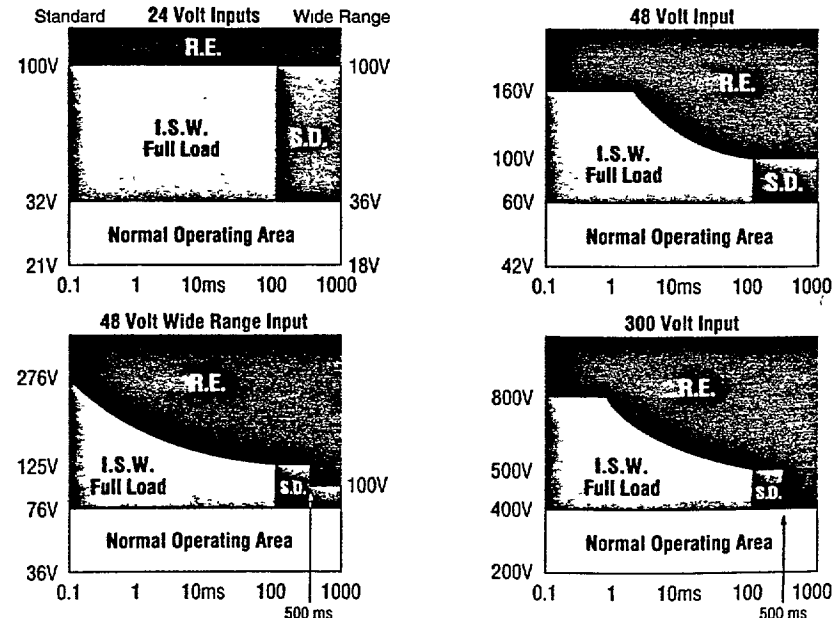 Standard 24 Volt Inputs Wide Range
R.E.
100V 100V
I.S.W.
Full Load
S.D.
32V 36V
Normal Operating Area
21V 18V
0.1 1 10ms 100 1000
48 Volt Input
R.E.
160V
I.S.W.
Full Load
100V
S.D.
60V
Normal Operating Area
42V
0.1 1 10ms 100 1000
48 Volt Wide Range Input
276V
R.E.
125V
I.S.W.
Full Load
S.D.
100V
76V
Normal Operating Area
36V
0.1 1 10ms 100 1000
500 ms
300 Volt Input
R.E.
800V
I.S.W.
Full Load
500V
S.D.
400V
Normal Operating Area
200V
0.1 1 10ms 100 1000
500 ms